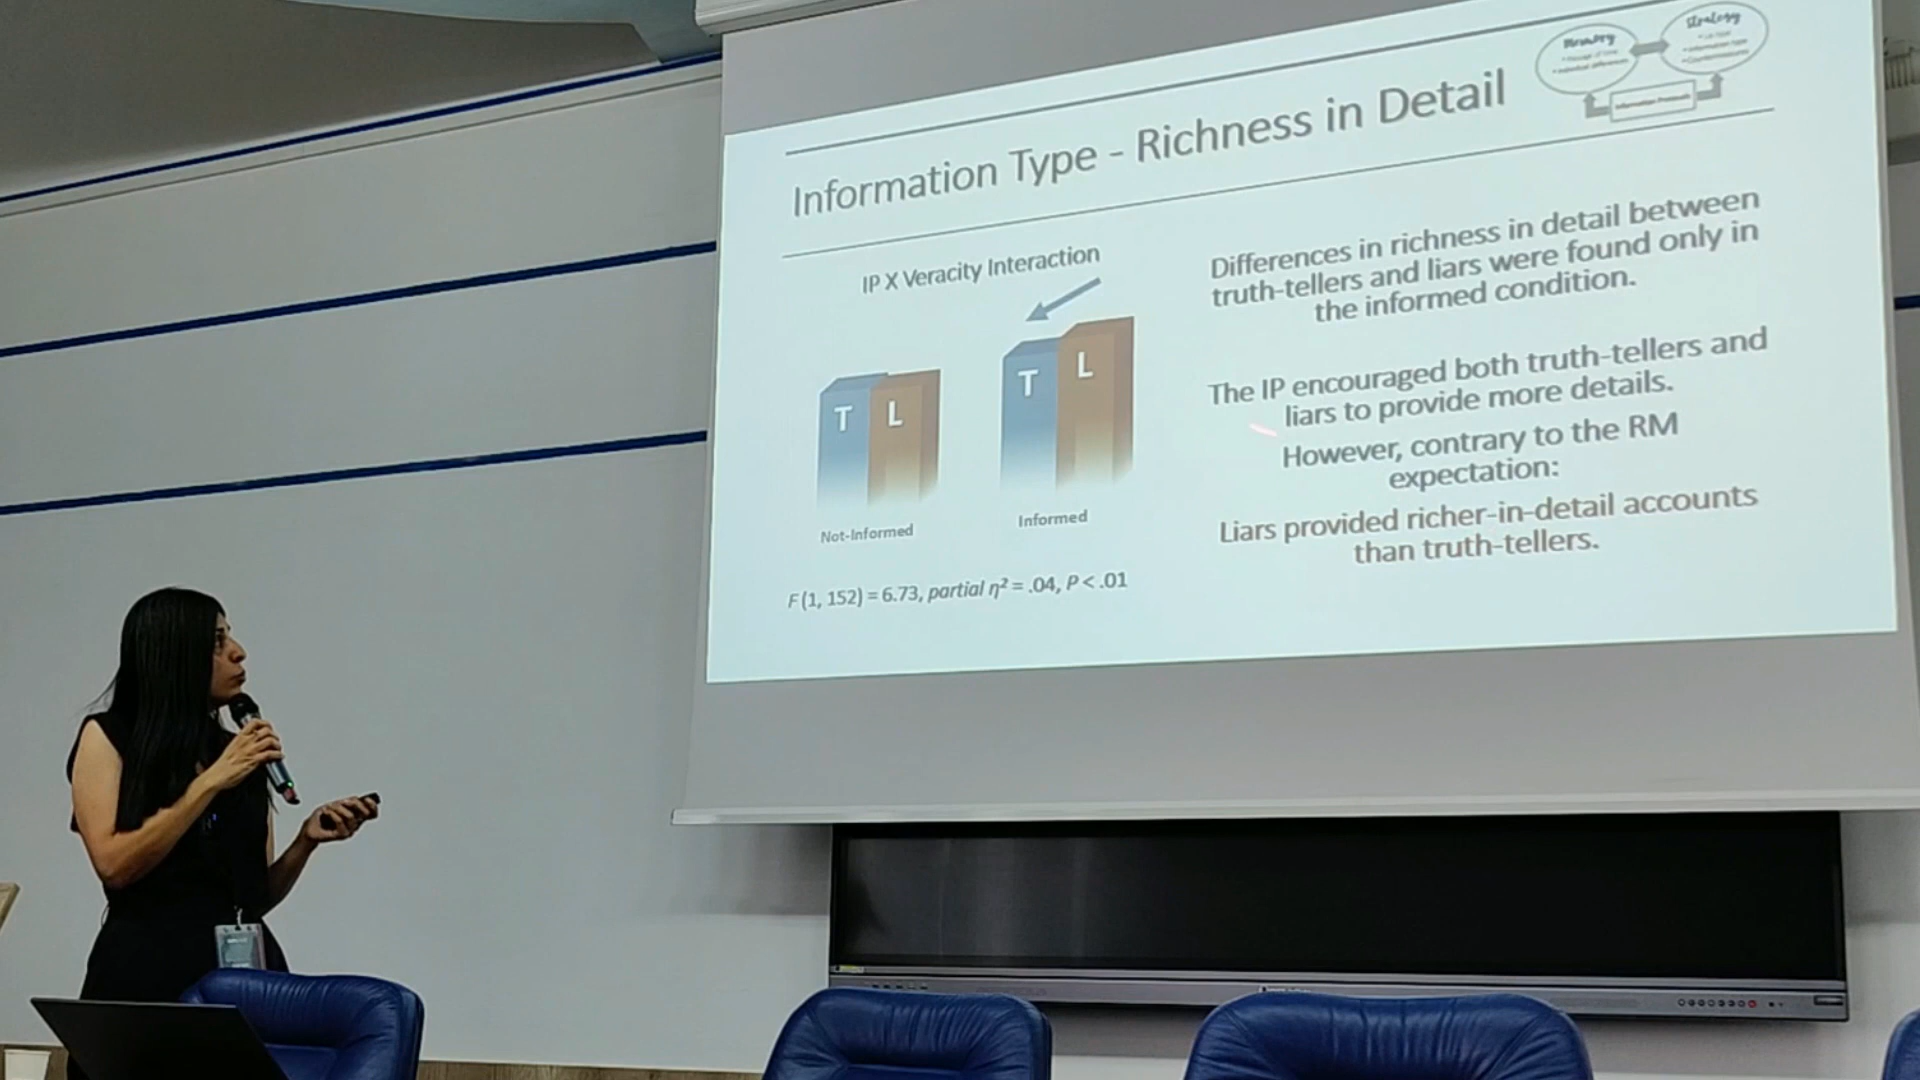 Information Type - Richness in Detail
Memory
Strategy
IP X Veracity Interaction
T
L
T
L
Not-Informed
Informed
F (1, 152) = 6.73, partial η² = .04, P < .01
Differences in richness in detail between
truth-tellers and liars were found only in
the informed condition.
The IP encouraged both truth-tellers and
liars to provide more details.
However, contrary to the RM
expectation:
Liars provided richer-in-detail accounts
than truth-tellers.